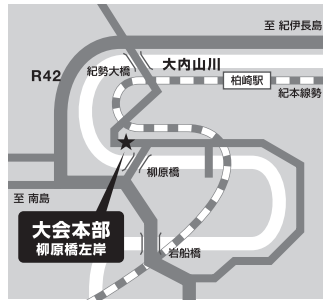 至 紀伊長島
大内山川
紀勢大橋
R42
柏崎駅
紀本線勢
柳原橋
至 南島
大会本部
柳原橋左岸
岩船橋